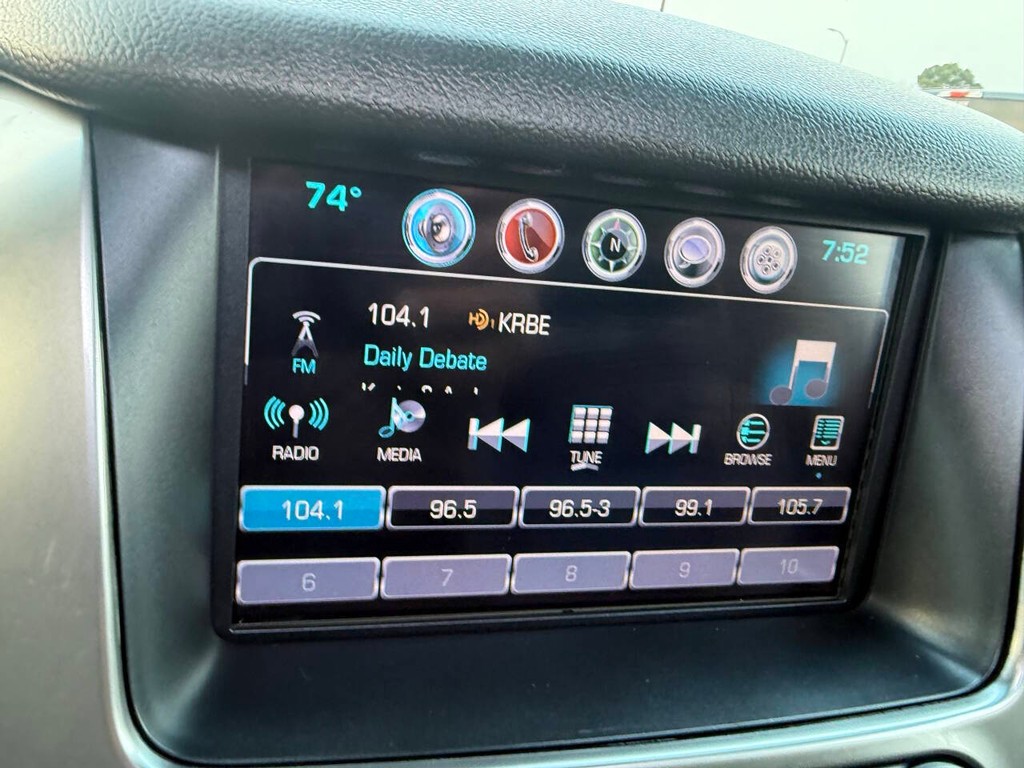 74°
N
7:52
104.1 HD1 KRBE
FM
Daily Debate
RADIO
MEDIA
TUNE
BROWSE
MENU
104.1 96.5 96.5-3 99.1 105.7
6 7 8 9 10